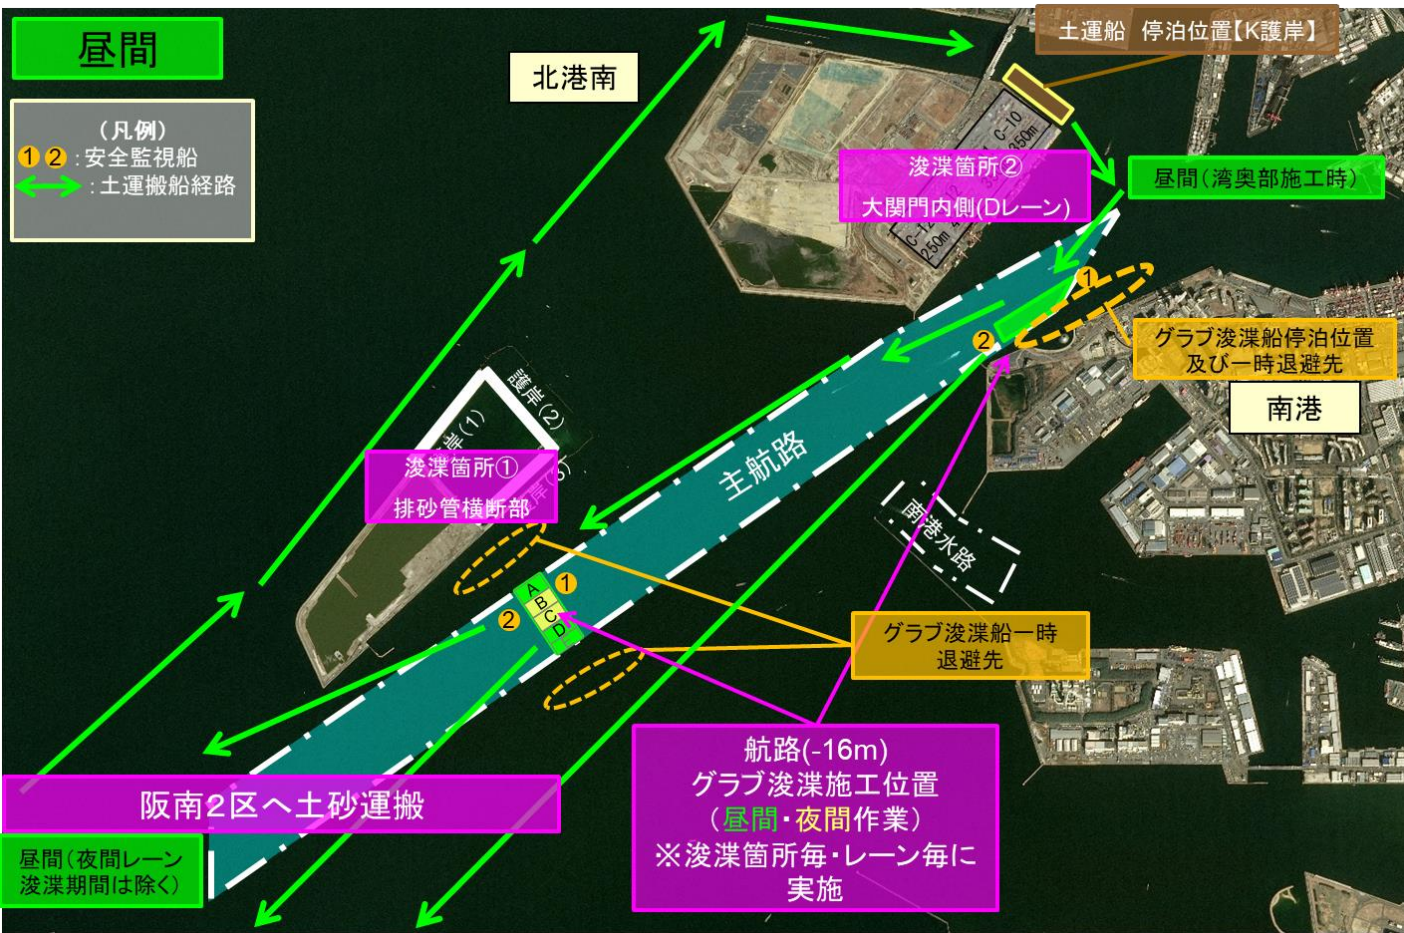 昼間
(凡例)
①②：安全監視船
：土運搬船経路
北港南
土運船 停泊位置【K護岸】
C-10
350m
浚渫箇所②
大関門内側(Dレーン)
250m
昼間(湾奥部施工時)
①
②
グラブ浚渫船停泊位置
及び一時退避先
南港
護岸(2)
岸(1)
浚渫箇所①
排砂管横断部
主航路
南港水路
A
B
C
D
①
②
グラブ浚渫船一時
退避先
航路(-16m)
グラブ浚渫施工位置
(昼間・夜間作業)
※浚渫箇所毎・レーン毎に
実施
阪南2区へ土砂運搬
昼間(夜間レーン
浚渫期間は除く)